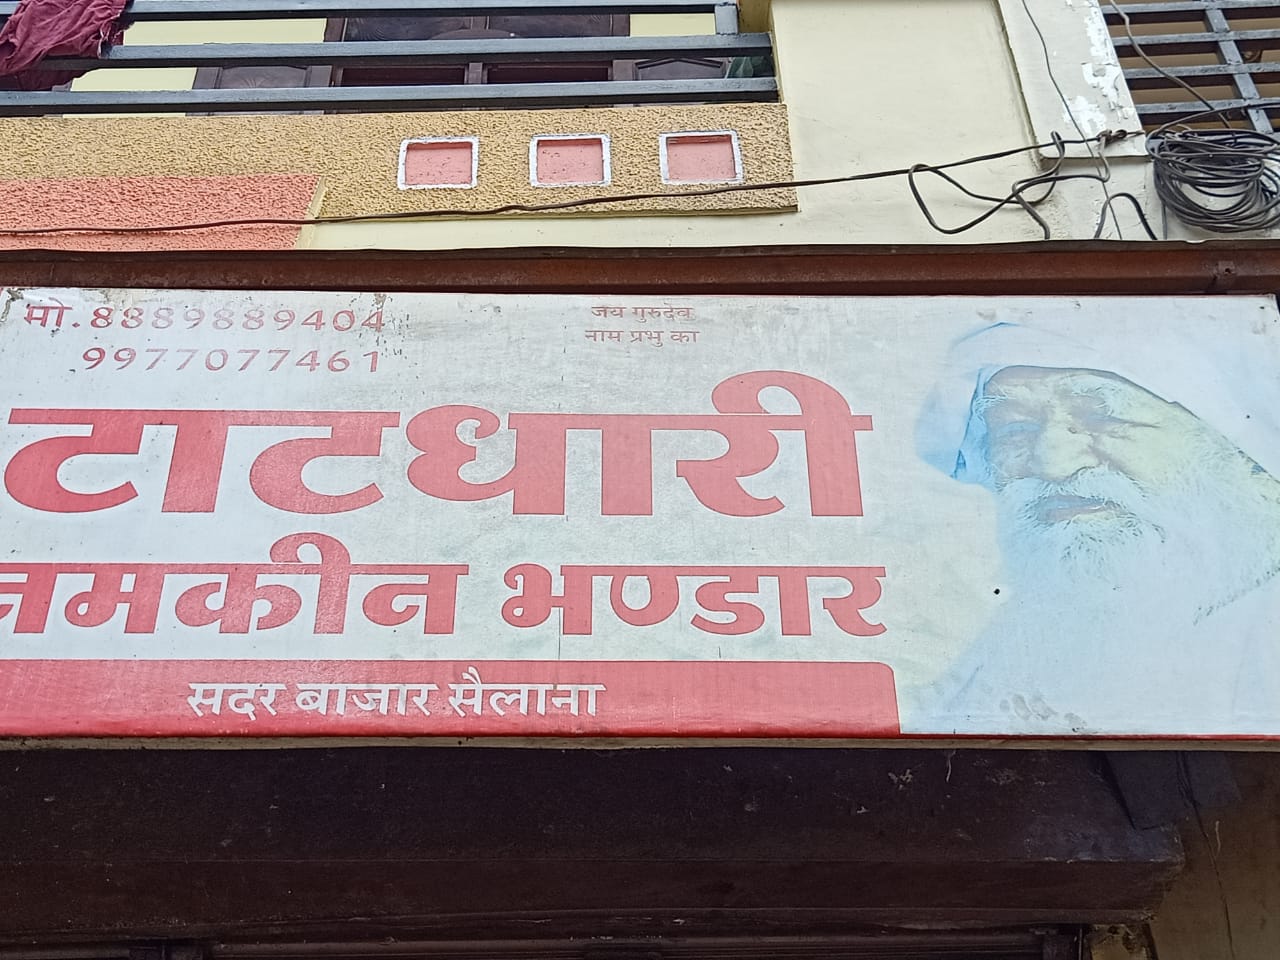 मो.8889889404
9977077461
जय गुरुदेव
नाम प्रभु का
टाटधारी
नमकीन भण्डार
सदर बाजार सैलाना